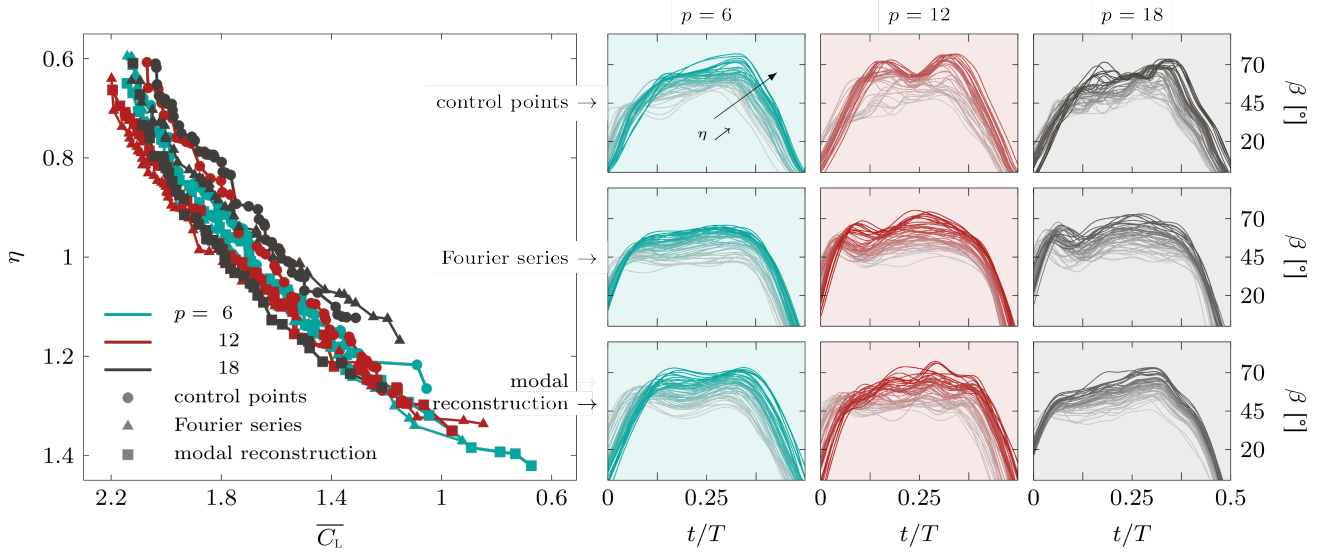 p = 6
p = 12
p = 18
0.6
0.8
1
1.2
1.4
η
2.2
1.8
1.4
1
0.6
C_L
p = 6
12
18
control points
Fourier series
modal reconstruction
control points →
η ↗
70
45
20
β [°]
Fourier series →
70
45
20
β [°]
modal →
reconstruction →
70
45
20
β [°]
0
0.25
0
0.25
0
0.25
0.5
t/T
t/T
t/T